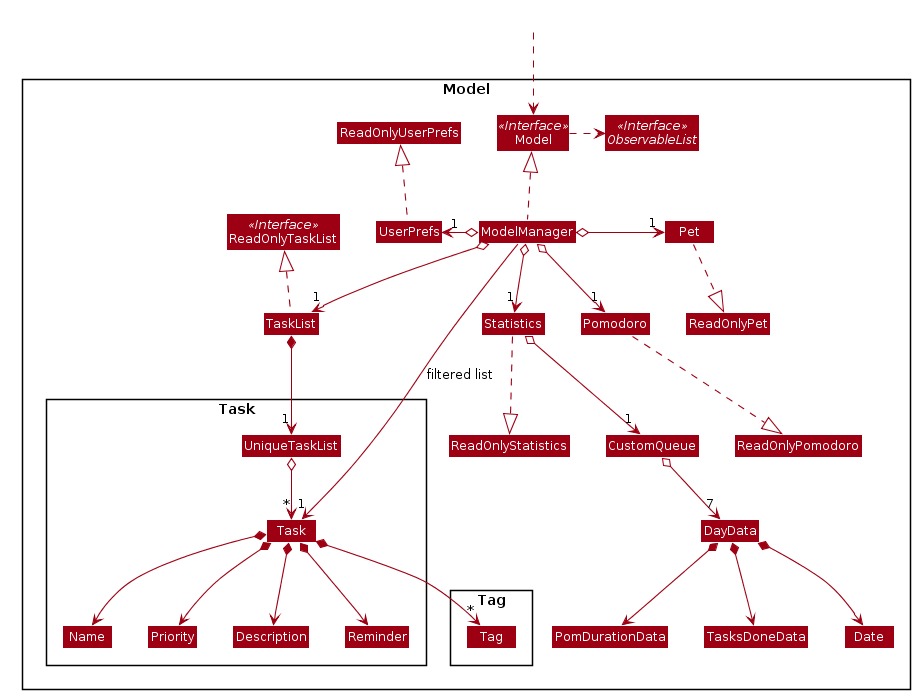 Model
ReadOnlyUserPrefs
«Interface»
Model
«Interface»
ObservableList
«Interface»
ReadOnlyTaskList
UserPrefs
1
ModelManager
1
Pet
1
TaskList
1
Statistics
1
Pomodoro
ReadOnlyPet
filtered list
Task
1
UniqueTaskList
ReadOnlyStatistics
1
CustomQueue
ReadOnlyPomodoro
* 1
Task
7
DayData
Tag
*
Name
Priority
Description
Reminder
Tag
PomDurationData
TasksDoneData
Date